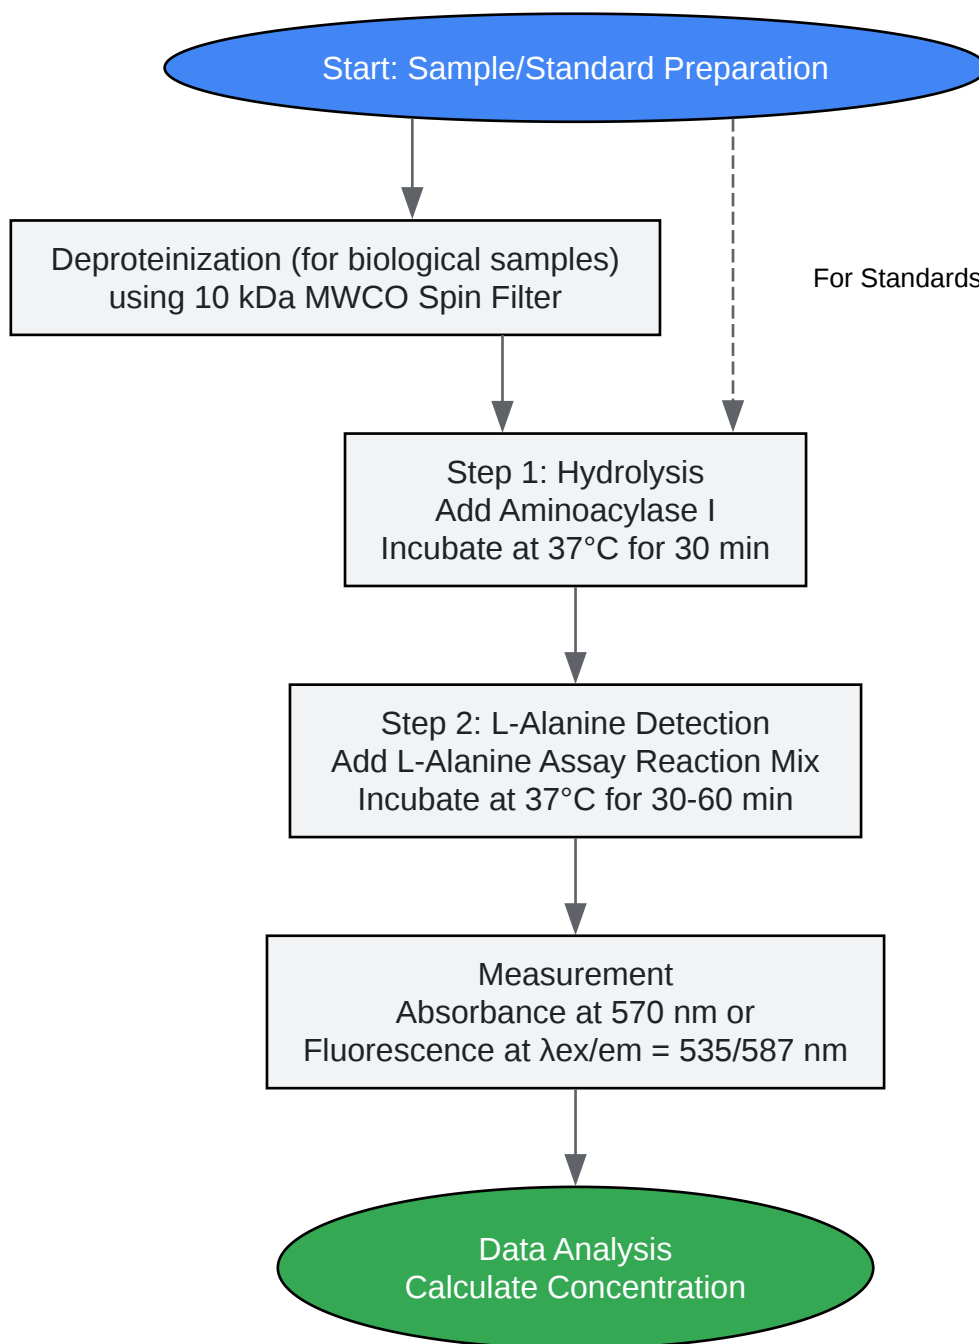 Start: Sample/Standard Preparation
Deproteinization (for biological samples)
using 10 kDa MWCO Spin Filter
For Standards
Step 1: Hydrolysis
Add Aminoacylase I
Incubate at 37°C for 30 min
Step 2: L-Alanine Detection
Add L-Alanine Assay Reaction Mix
Incubate at 37°C for 30-60 min
Measurement
Absorbance at 570 nm or
Fluorescence at λex/em = 535/587 nm
Data Analysis
Calculate Concentration